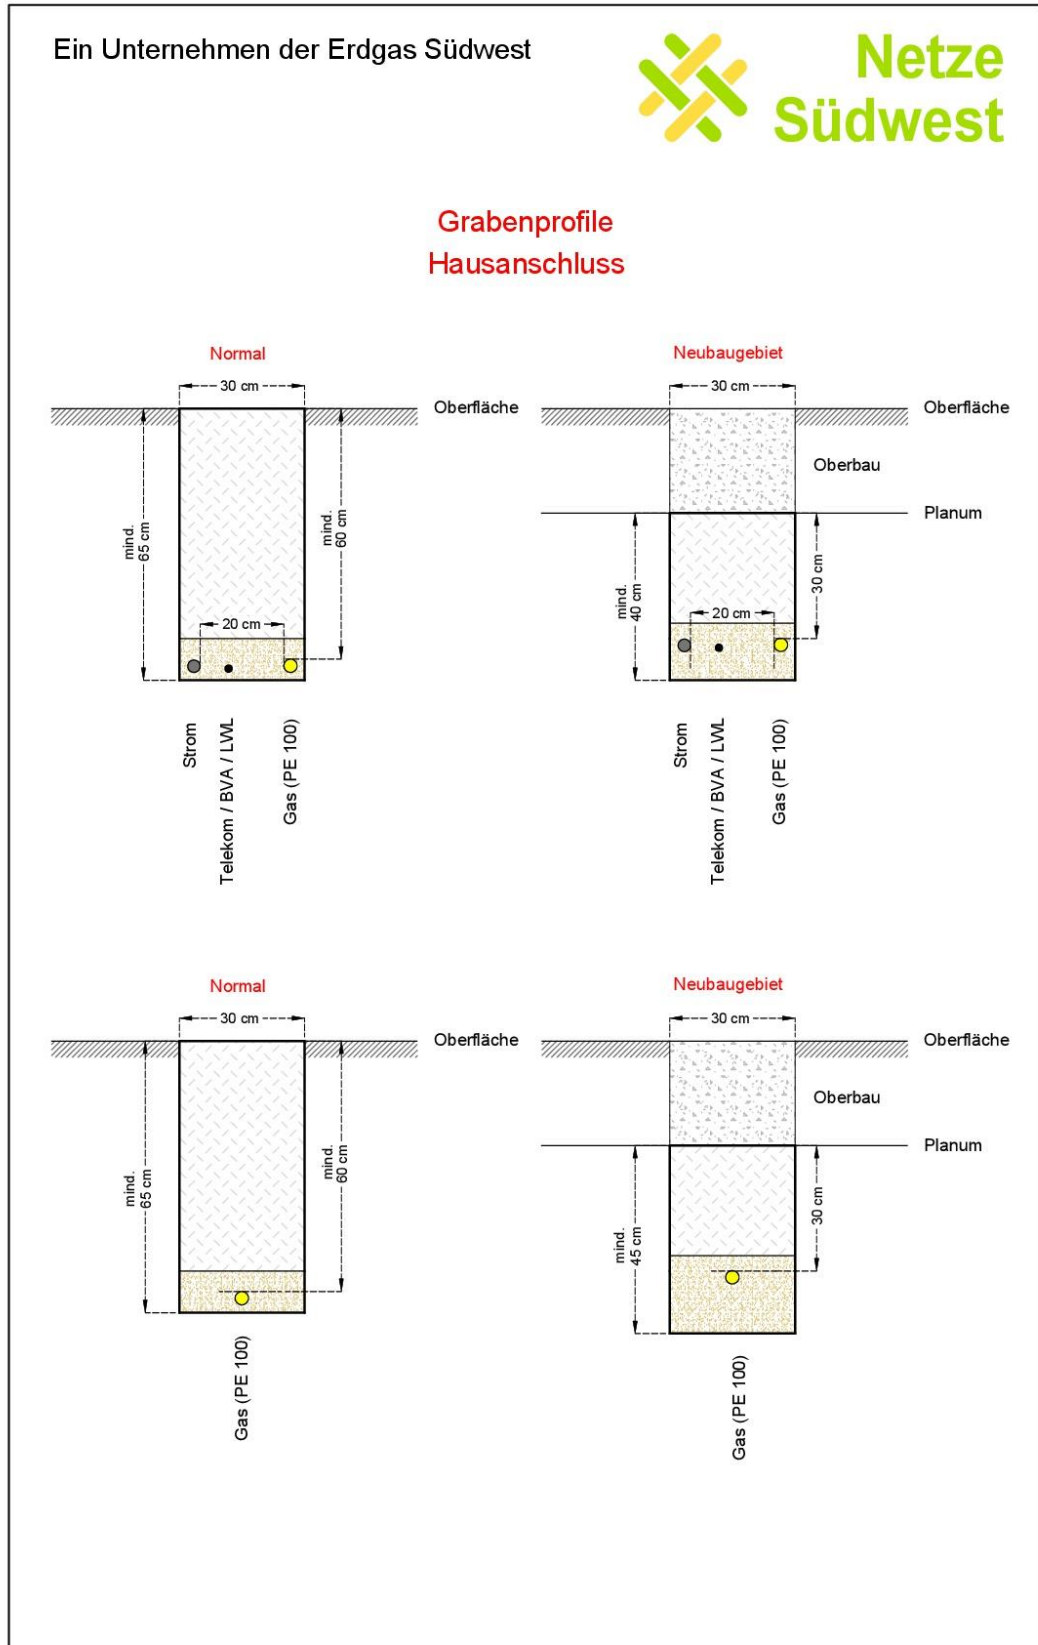 Ein Unternehmen der Erdgas Südwest
Netze
Südwest
Grabenprofile
Hausanschluss
Normal
30 cm
Oberfläche
mind.
65 cm
mind.
60 cm
20 cm
Strom
Telekom / BVA / LWL
Gas (PE 100)
Neubaugebiet
30 cm
Oberfläche
Oberbau
Planum
mind.
40 cm
30 cm
20 cm
Strom
Telekom / BVA / LWL
Gas (PE 100)
Normal
30 cm
Oberfläche
mind.
65 cm
mind.
60 cm
Gas (PE 100)
Neubaugebiet
30 cm
Oberfläche
Oberbau
Planum
mind.
45 cm
30 cm
Gas (PE 100)